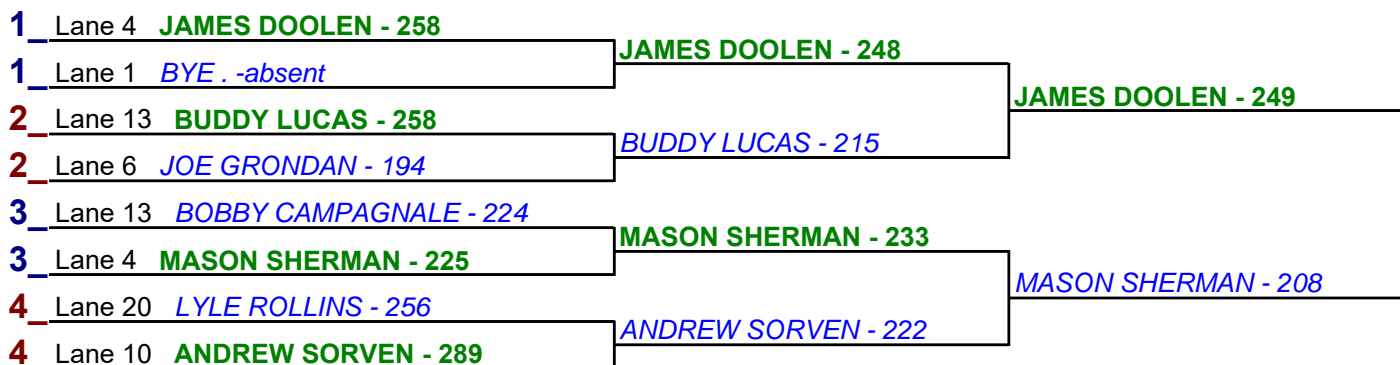 1_ Lane 4 JAMES DOOLEN - 258
JAMES DOOLEN - 248
1_ Lane 1 BYE . -absent
JAMES DOOLEN - 249
2_ Lane 13 BUDDY LUCAS - 258
BUDDY LUCAS - 215
2_ Lane 6 JOE GRONDAN - 194
3_ Lane 13 BOBBY CAMPAGNALE - 224
MASON SHERMAN - 233
3_ Lane 4 MASON SHERMAN - 225
MASON SHERMAN - 208
4_ Lane 20 LYLE ROLLINS - 256
ANDREW SORVEN - 222
4 Lane 10 ANDREW SORVEN - 289